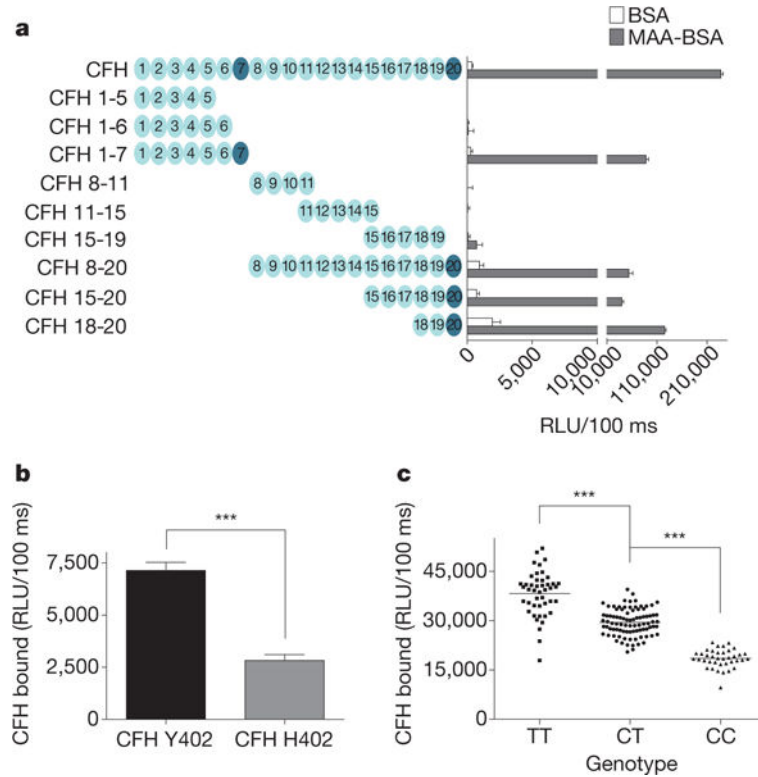 a
BSA
MAA-BSA
CFH 1 2 3 4 5 6 7 8 9 10 11 12 13 14 15 16 17 18 19 20
CFH 1-5 1 2 3 4 5
CFH 1-6 1 2 3 4 5 6
CFH 1-7 1 2 3 4 5 6 7
CFH 8-11 8 9 10 11
CFH 11-15 11 12 13 14 15
CFH 15-19 15 16 17 18 19
CFH 8-20 8 9 10 11 12 13 14 15 16 17 18 19 20
CFH 15-20 15 16 17 18 19 20
CFH 18-20 18 19 20
0 5,000 10,000 10,000 110,000 210,000
RLU/100 ms
b
CFH bound (RLU/100 ms)
***
7,500
5,000
2,500
0
CFH Y402 CFH H402
c
CFH bound (RLU/100 ms)
***
***
45,000
30,000
15,000
0
TT CT CC
Genotype